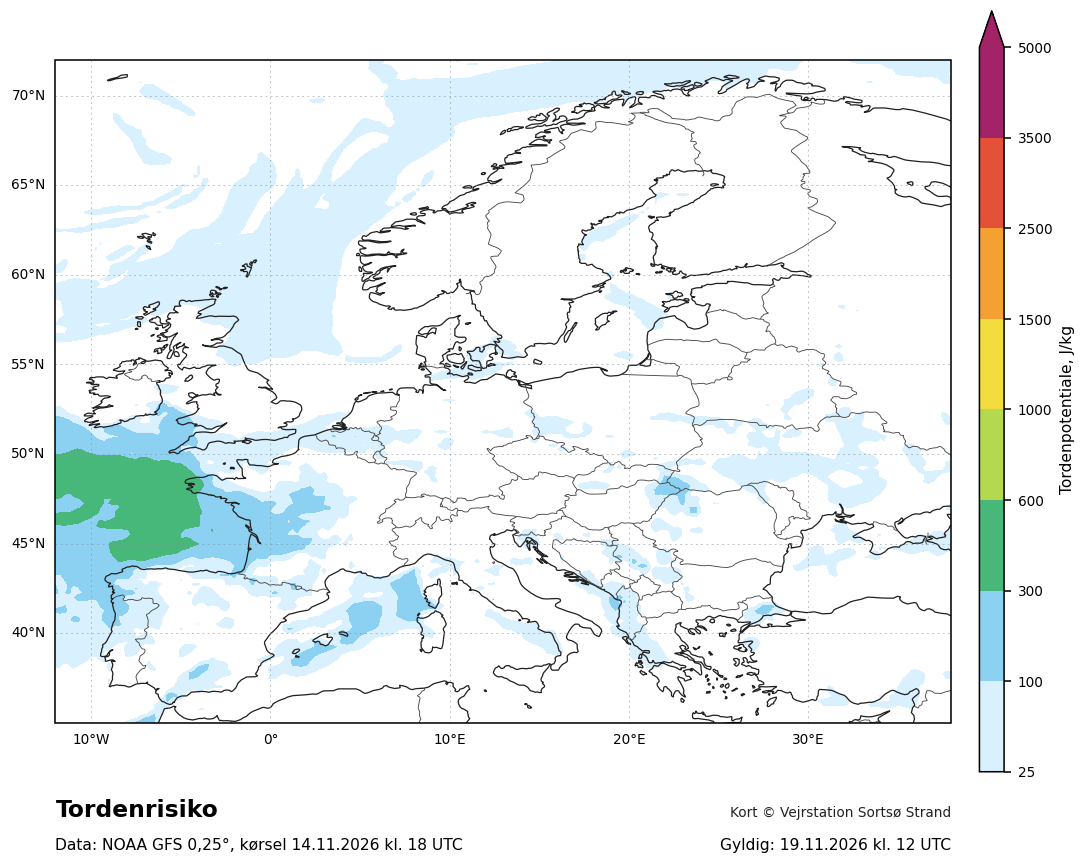 5000
3500
2500
1500
1000
600
300
100
25
Tordenpotentiale, J/kg
70°N
65°N
60°N
55°N
50°N
45°N
40°N
10°W
0°
10°E
20°E
30°E
Tordenrisiko
Kort © Vejrstation Sortsø Strand
Data: NOAA GFS 0,25°, kørsel 14.11.2026 kl. 18 UTC
Gyldig: 19.11.2026 kl. 12 UTC